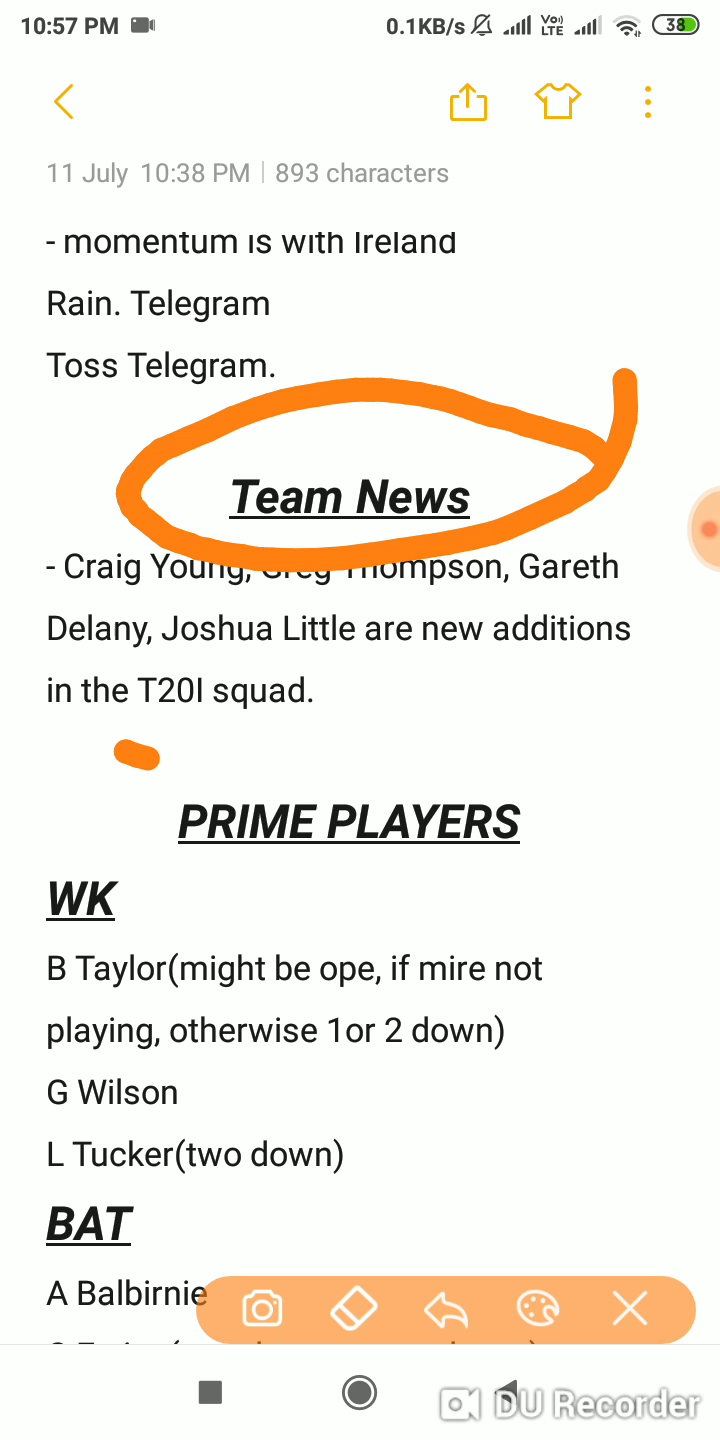 10:57 PM
0.1KB/s VoLTE 38
11 July 10:38 PM | 893 characters
- momentum is with Ireland
Rain. Telegram
Toss Telegram.
Team News
- Craig Young, Greg Thompson, Gareth
Delany, Joshua Little are new additions
in the T20I squad.
PRIME PLAYERS
WK
B Taylor(might be ope, if mire not
playing, otherwise 1or 2 down)
G Wilson
L Tucker(two down)
BAT
A Balbirnie
DU Recorder